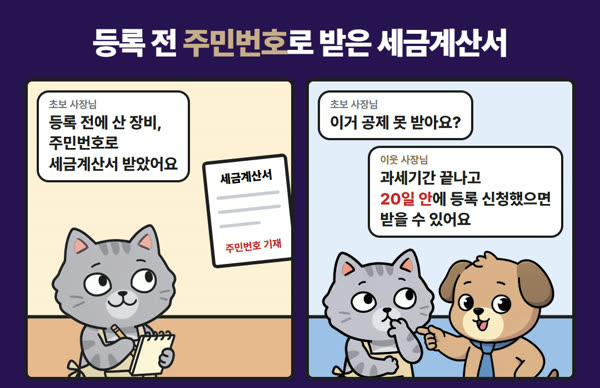 등록 전 주민번호로 받은 세금계산서
초보 사장님
등록 전에 산 장비,
주민번호로
세금계산서 받았어요
세금계산서
주민번호 기재
초보 사장님
이거 공제 못 받아요?
이웃 사장님
과세기간 끝나고
20일 안에 등록 신청했으면
받을 수 있어요